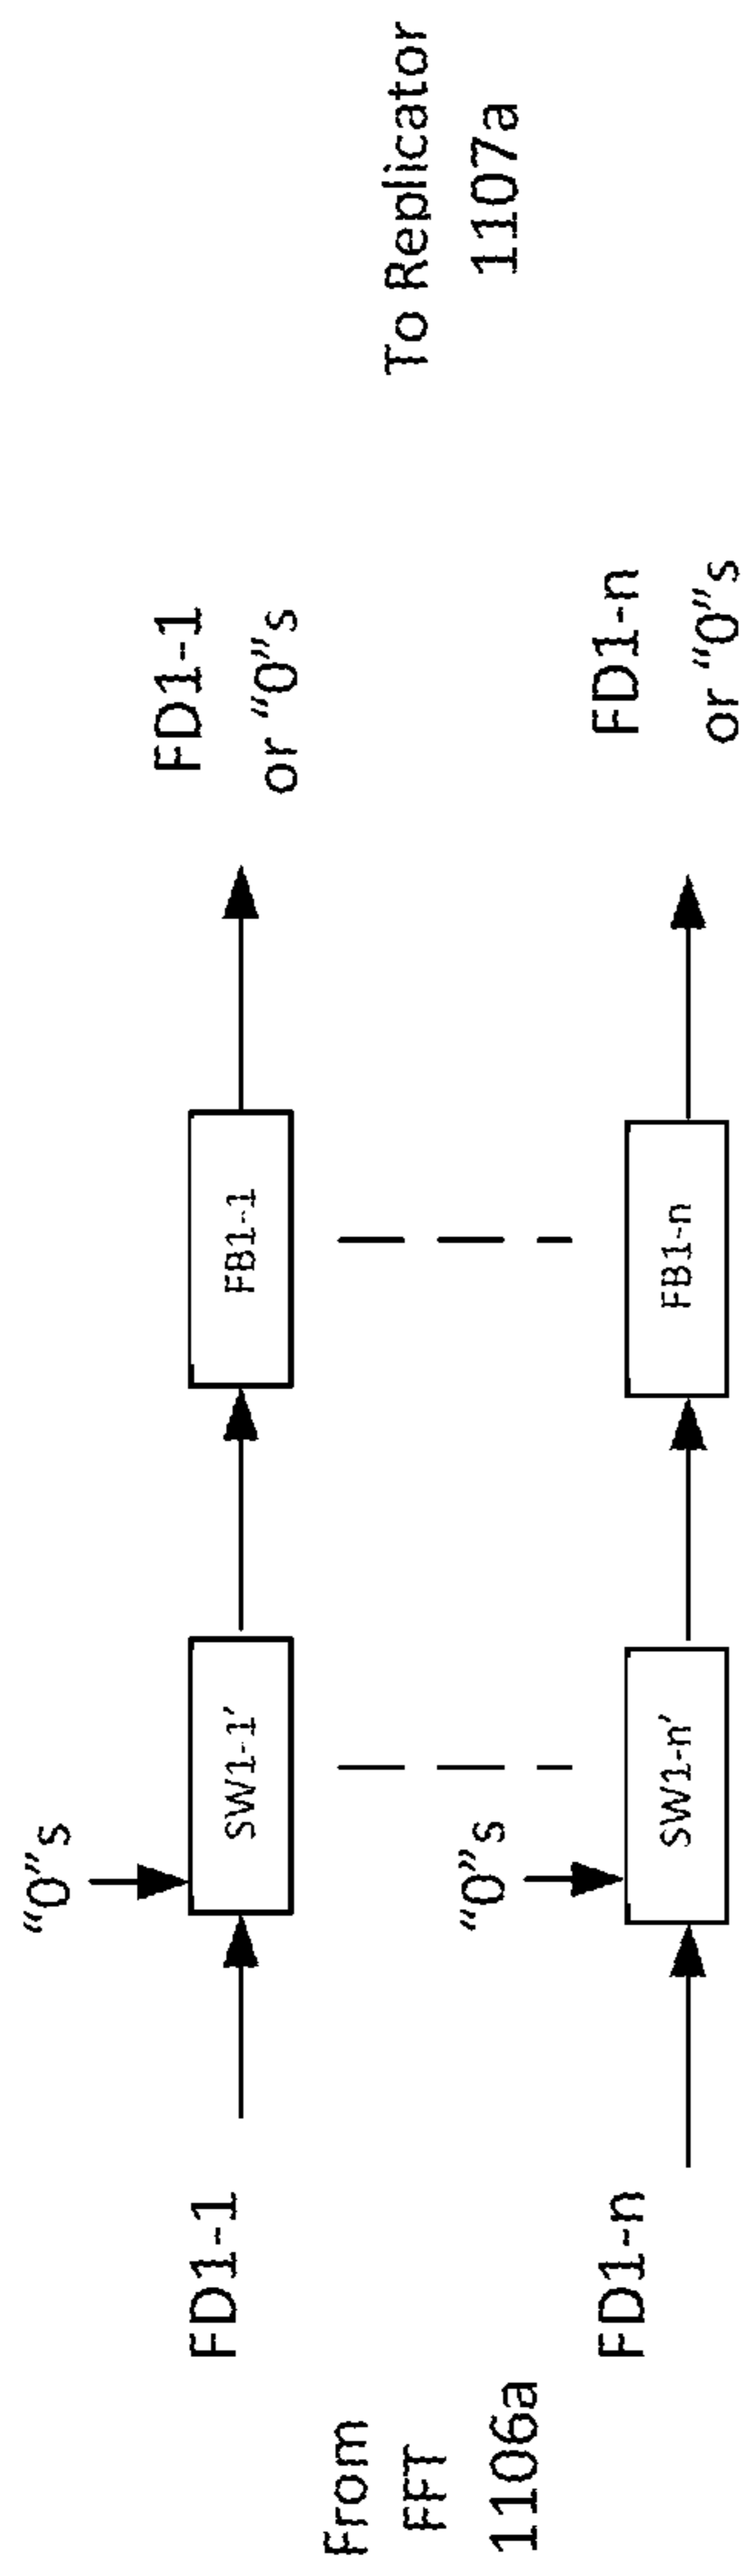 “0”s
FD1-1
SW1-1’
FB1-1
FD1-1
or “0”s
From
FFT
1106a
To Replicator
1107a
“0”s
FD1-n
SW1-n’
FB1-n
FD1-n
or “0”s